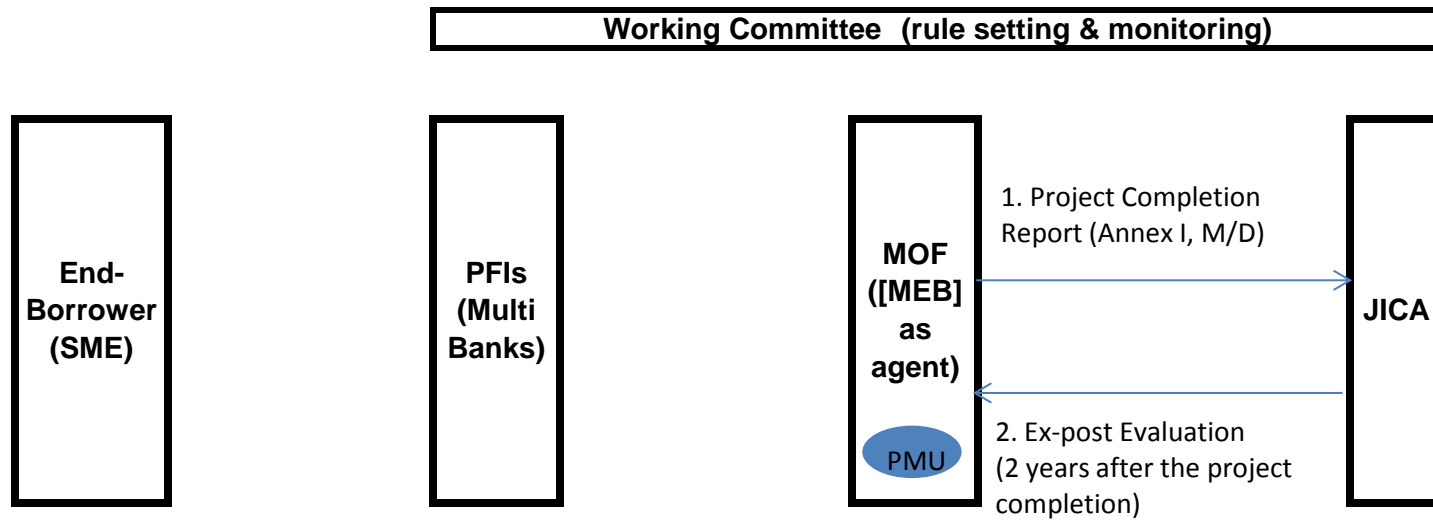 Working Committee (rule setting & monitoring)
End-
Borrower
(SME)
PFIs
(Multi
Banks)
MOF
([MEB]
as
agent)
PMU
1. Project Completion
Report (Annex I, M/D)
2. Ex-post Evaluation
(2 years after the project
completion)
JICA